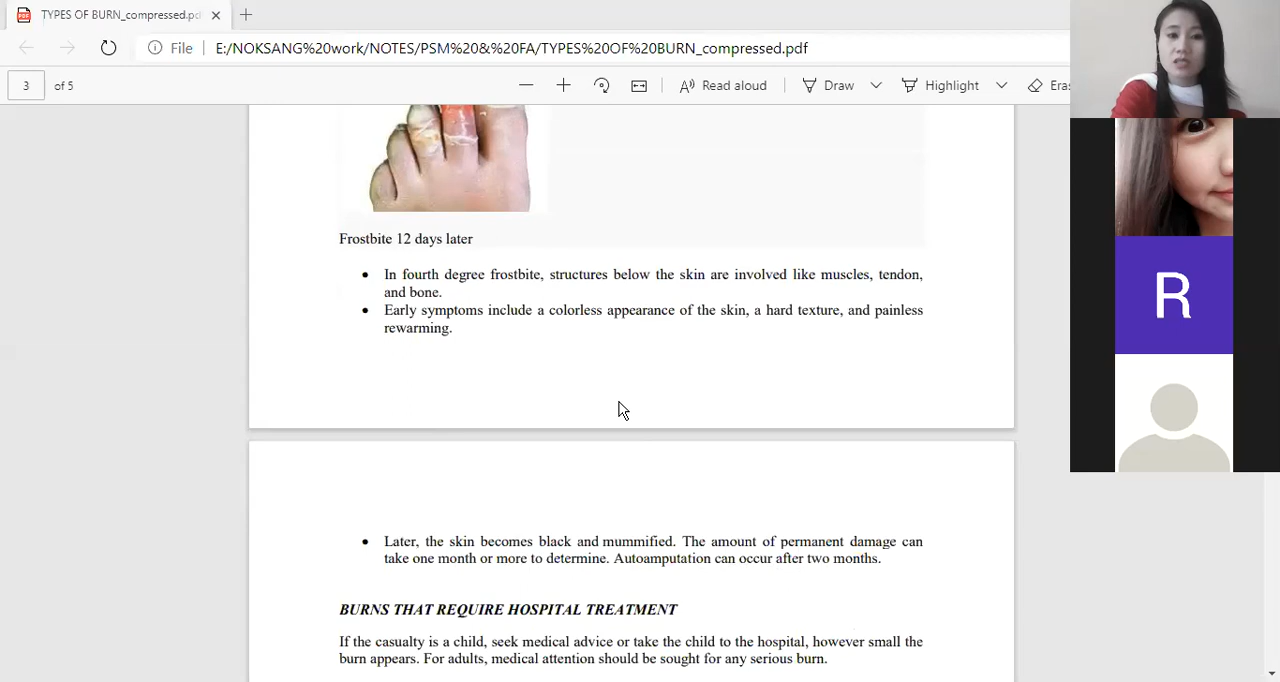 TYPES OF BURN_compressed.pd
File
E:/NOKSANG%20work/NOTES/PSM%20&%20FA/TYPES%20OF%20BURN_compressed.pdf
3 of 5
A Read aloud
Draw
Highlight
Eras
Frostbite 12 days later
• In fourth degree frostbite, structures below the skin are involved like muscles, tendon,
and bone.
• Early symptoms include a colorless appearance of the skin, a hard texture, and painless
rewarming.
R
• Later, the skin becomes black and mummified. The amount of permanent damage can
take one month or more to determine. Autoamputation can occur after two months.
BURNS THAT REQUIRE HOSPITAL TREATMENT
If the casualty is a child, seek medical advice or take the child to the hospital, however small the
burn appears. For adults, medical attention should be sought for any serious burn.